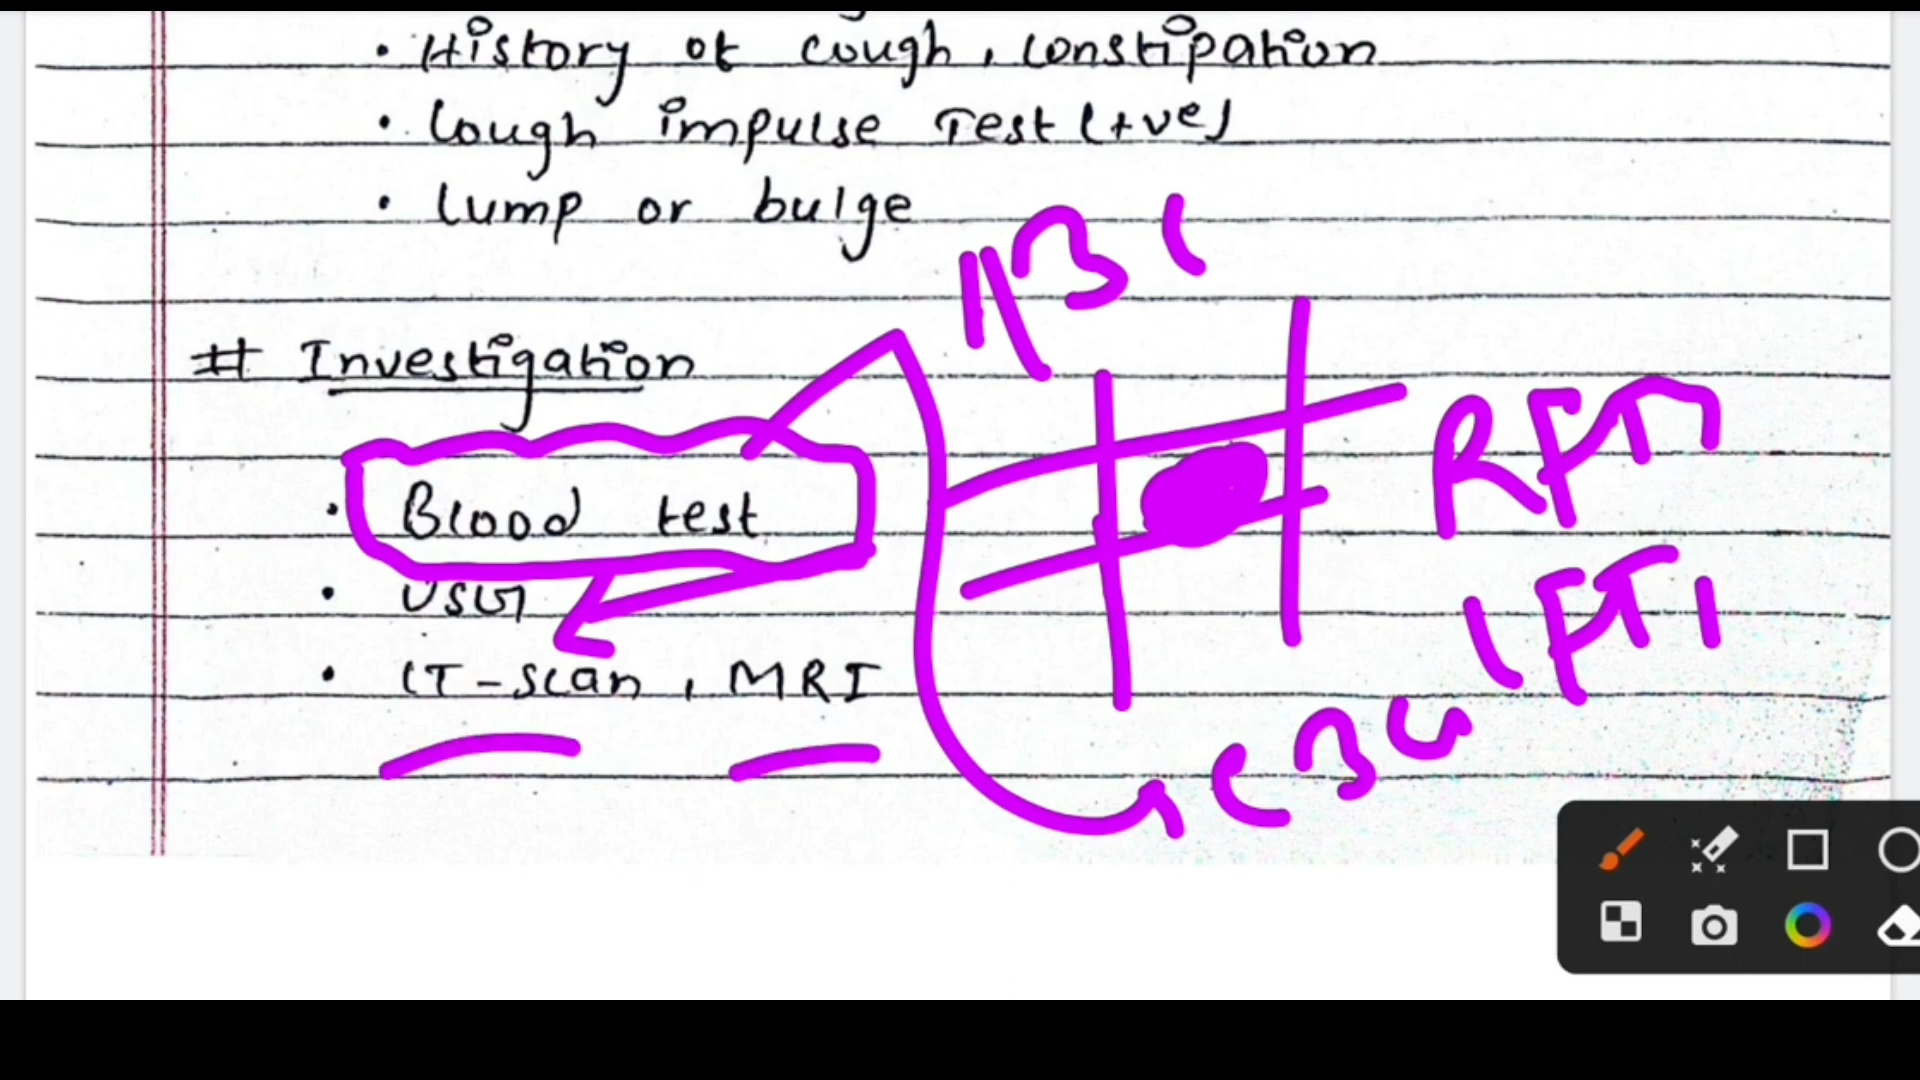 • History of cough, constipation
• Cough impulse Test (+ve)
• Lump or bulge
# Investigation
• Blood test
RFT
LFT
• USG
• CT-scan, MRI